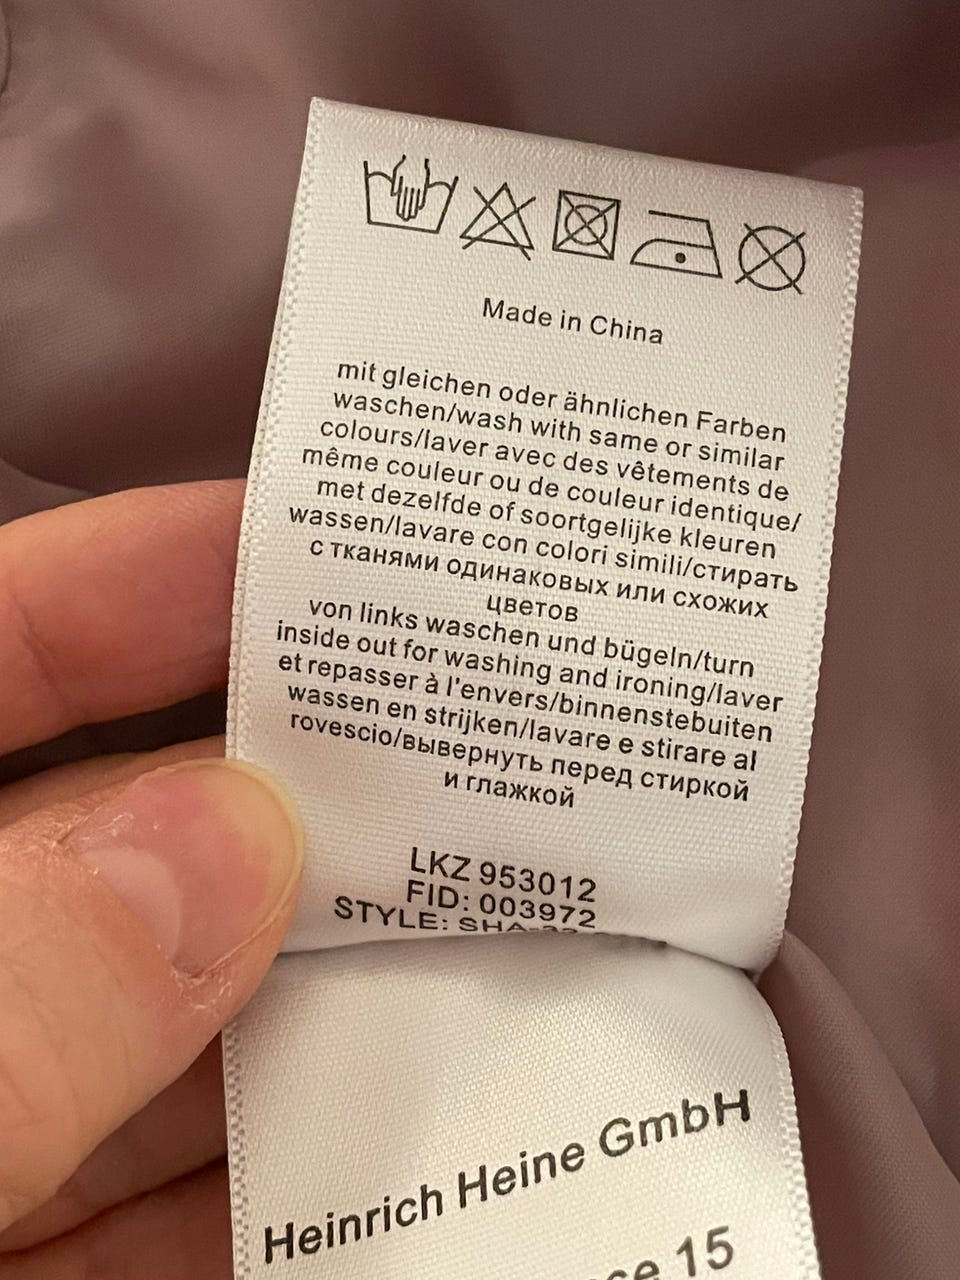 Made in China
mit gleichen oder ähnlichen Farben
waschen/wash with same or similar
colours/laver avec des vêtements de
même couleur ou de couleur identique/
met dezelfde of soortgelijke kleuren
wassen/lavare con colori simili/стирать
с тканями одинаковых или схожих
цветов
von links waschen und bügeln/turn
inside out for washing and ironing/laver
et repasser à l'envers/binnenstebuiten
wassen en strijken/lavare e stirare al
rovescio/вывернуть перед стиркой
и глажкой
LKZ 953012
FID: 003972
STYLE:
Heinrich Heine GmbH
15